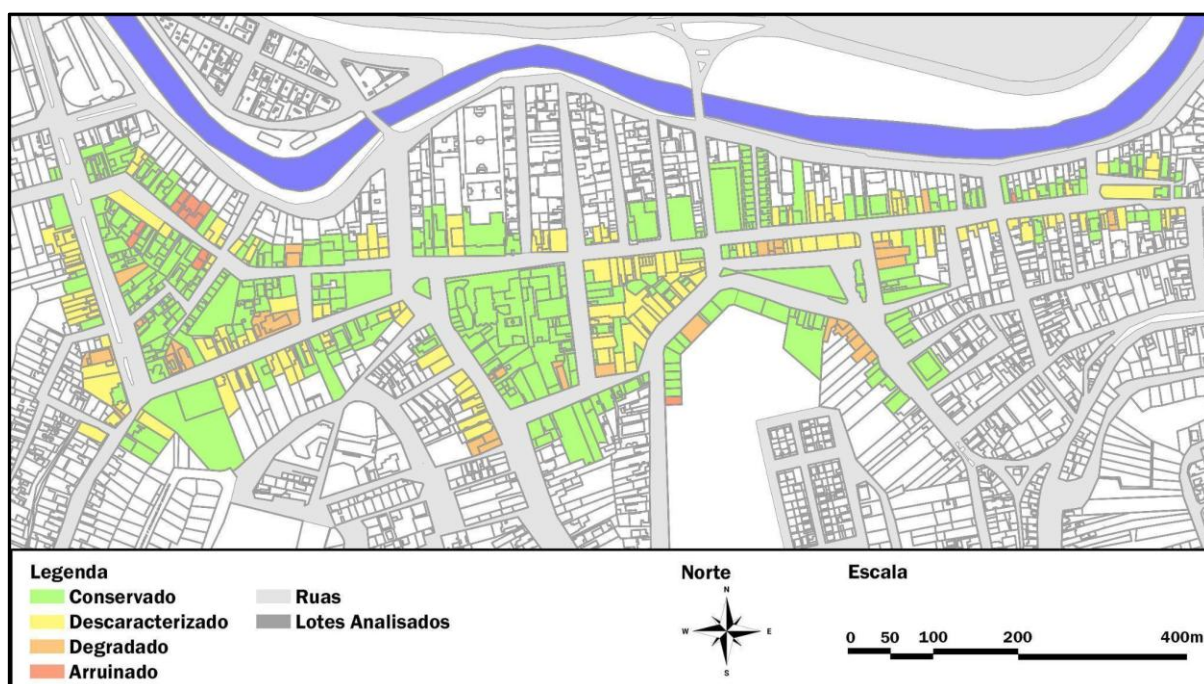 Legenda
Conservado
Descaracterizado
Degradado
Arruinado
Ruas
Lotes Analisados
Norte
N
W E
S
Escala
0 50 100 200 400m